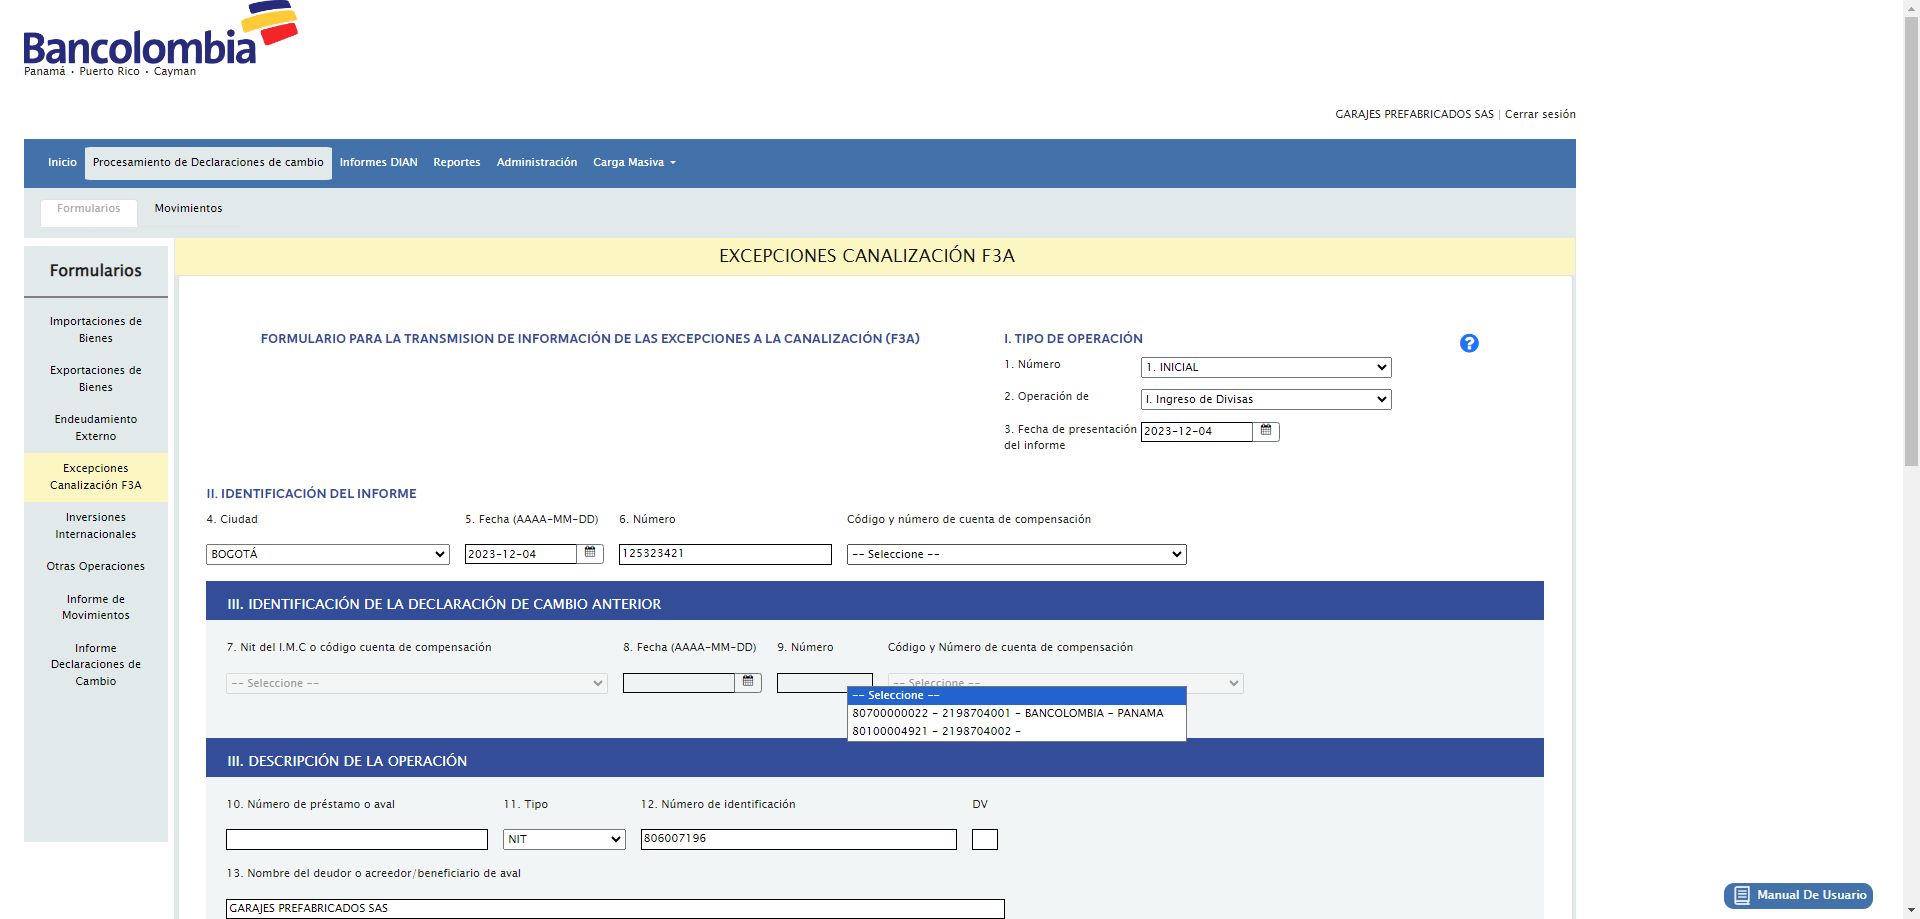 Bancolombia
Panamá • Puerto Rico • Cayman
GARAJES PREFABRICADOS SAS | Cerrar sesión
Inicio Procesamiento de Declaraciones de cambio Informes DIAN Reportes Administración Carga Masiva
Formularios Movimientos
Formularios
Importaciones de
Bienes
Exportaciones de
Bienes
Endeudamiento
Externo
Excepciones
Canalización F3A
Inversiones
Internacionales
Otras Operaciones
Informe de
Movimientos
Informe
Declaraciones de
Cambio
EXCEPCIONES CANALIZACIÓN F3A
FORMULARIO PARA LA TRANSMISION DE INFORMACIÓN DE LAS EXCEPCIONES A LA CANALIZACIÓN (F3A)
I. TIPO DE OPERACIÓN
?
1. Número 1. INICIAL
2. Operación de I. Ingreso de Divisas
3. Fecha de presentación
del informe
2023-12-04
II. IDENTIFICACIÓN DEL INFORME
4. Ciudad 5. Fecha (AAAA-MM-DD) 6. Número Código y número de cuenta de compensación
BOGOTÁ 2023-12-04 125323421 -- Seleccione --
III. IDENTIFICACIÓN DE LA DECLARACIÓN DE CAMBIO ANTERIOR
7. Nit del I.M.C o código cuenta de compensación 8. Fecha (AAAA-MM-DD) 9. Número Código y Número de cuenta de compensación
-- Seleccione -- -- Seleccione --
-- Seleccione --
80700000022 - 2198704001 - BANCOLOMBIA - PANAMA
80100004921 - 2198704002 -
III. DESCRIPCIÓN DE LA OPERACIÓN
10. Número de préstamo o aval 11. Tipo 12. Número de identificación DV
NIT 806007196
13. Nombre del deudor o acreedor/beneficiario de aval
GARAJES PREFABRICADOS SAS
Manual De Usuario